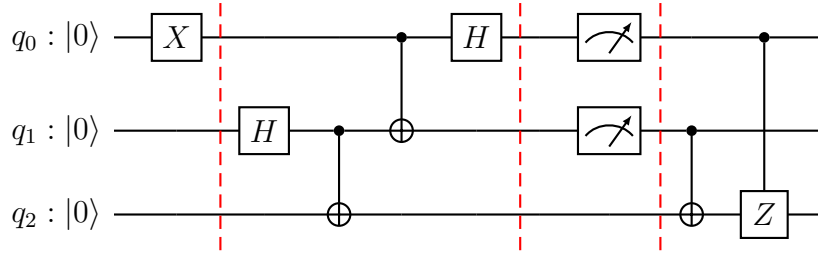 q₀ : |0⟩ X H
q₁ : |0⟩ H
q₂ : |0⟩ Z